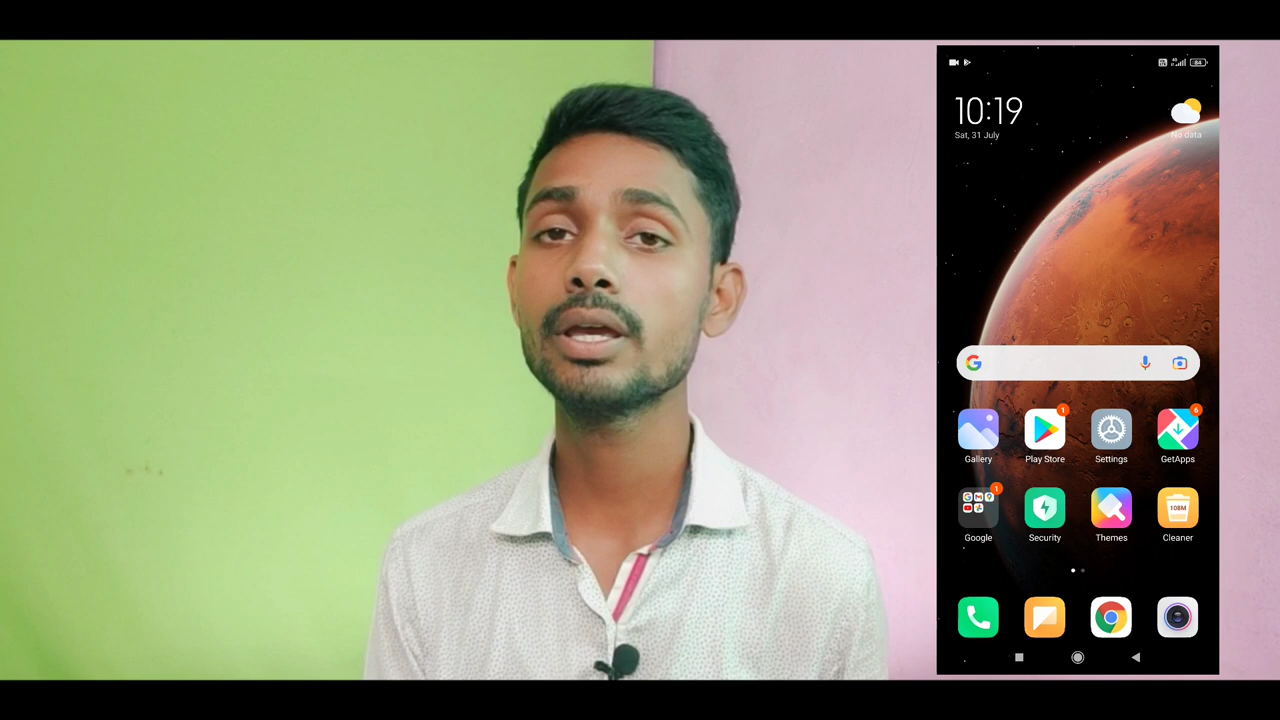 84
10:19
Sat, 31 July
No data
Gallery
1
Play Store
Settings
6
GetApps
1
Google
Security
Themes
108M
Cleaner